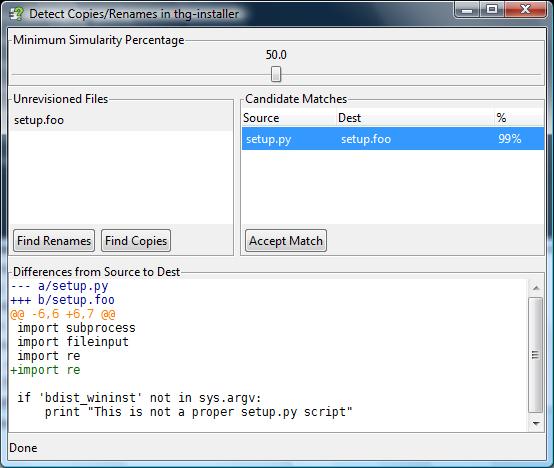 Detect Copies/Renames in thg-installer
Minimum Simularity Percentage
50.0
Unrevisioned Files
setup.foo
Find Renames Find Copies
Candidate Matches
Source Dest %
setup.py setup.foo 99%
Accept Match
Differences from Source to Dest
--- a/setup.py
+++ b/setup.foo
@@ -6,6 +6,7 @@
 import subprocess
 import fileinput
 import re
+import re

 if 'bdist_wininst' not in sys.argv:
     print "This is not a proper setup.py script"
Done